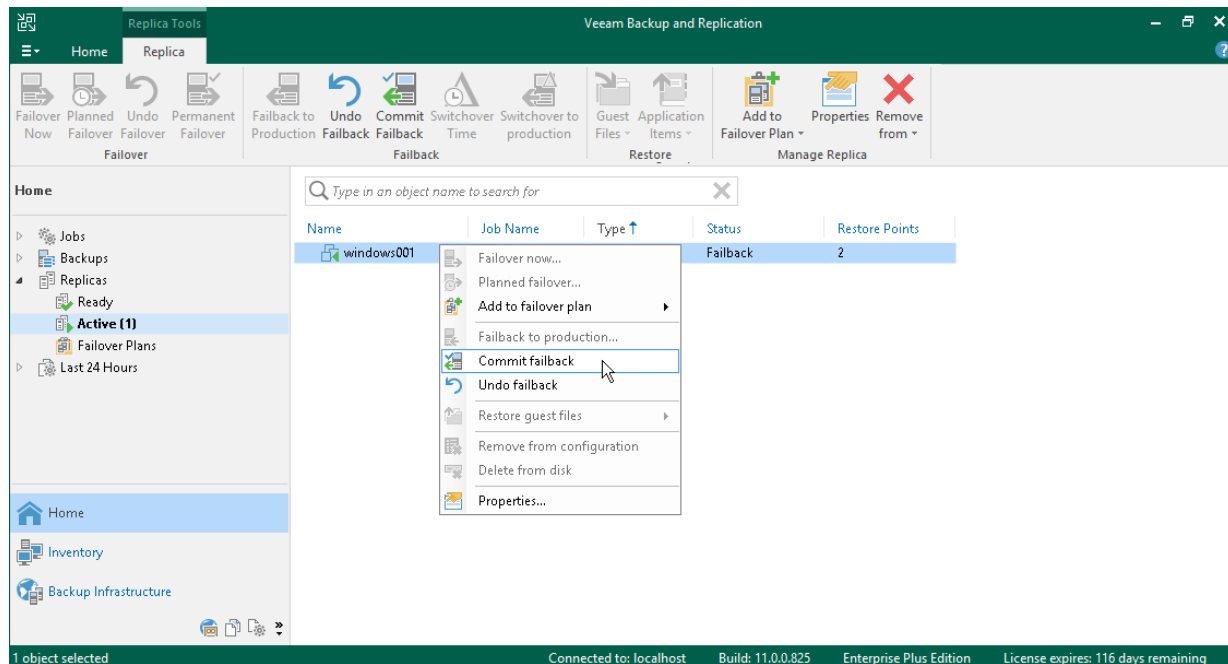 Replica Tools
Veeam Backup and Replication
Home Replica
Failover Now
Planned Failover
Undo Failover
Permanent Failover
Failback to Production
Undo Failback
Commit Failback
Switchover Time
Switchover to production
Guest Files
Application Items
Add to Failover Plan
Properties
Remove from
Failover
Failback
Restore
Manage Replica
Home
Type in an object name to search for
Jobs
Backups
Replicas
Ready
Active (1)
Failover Plans
Last 24 Hours
Name Job Name Type Status Restore Points
windows001 Failback 2
Failover now...
Planned failover...
Add to failover plan
Failback to production...
Commit failback
Undo failback
Restore guest files
Remove from configuration
Delete from disk
Properties...
Home
Inventory
Backup Infrastructure
1 object selected
Connected to: localhost
Build: 11.0.0.825
Enterprise Plus Edition
License expires: 116 days remaining